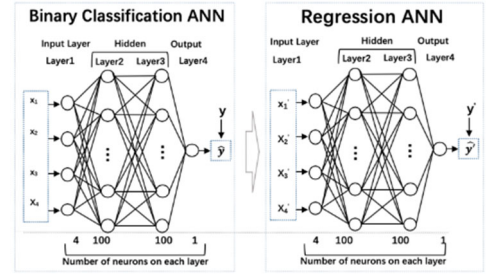 Binary Classification ANN
Input Layer Hidden Output
Layer1 Layer2 Layer3 Layer4
x₁
x₂
x₃
X₄
y
ŷ
4 100 100 1
Number of neurons on each layer
Regression ANN
Input Layer Hidden Output
Layer1 Layer2 Layer3 Layer4
x₁'
X₂'
X₃'
X₄'
y'
ŷ'
4 100 100 1
Number of neurons on each layer